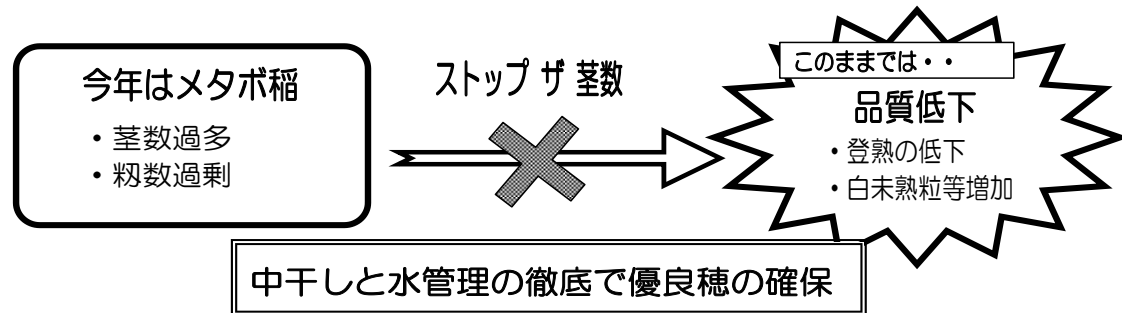 今年はメタボ稲
・茎数過多
・籾数過剰
ストップ ザ 茎数
このままでは・・
品質低下
・登熟の低下
・白未熟粒等増加
中干しと水管理の徹底で優良穂の確保